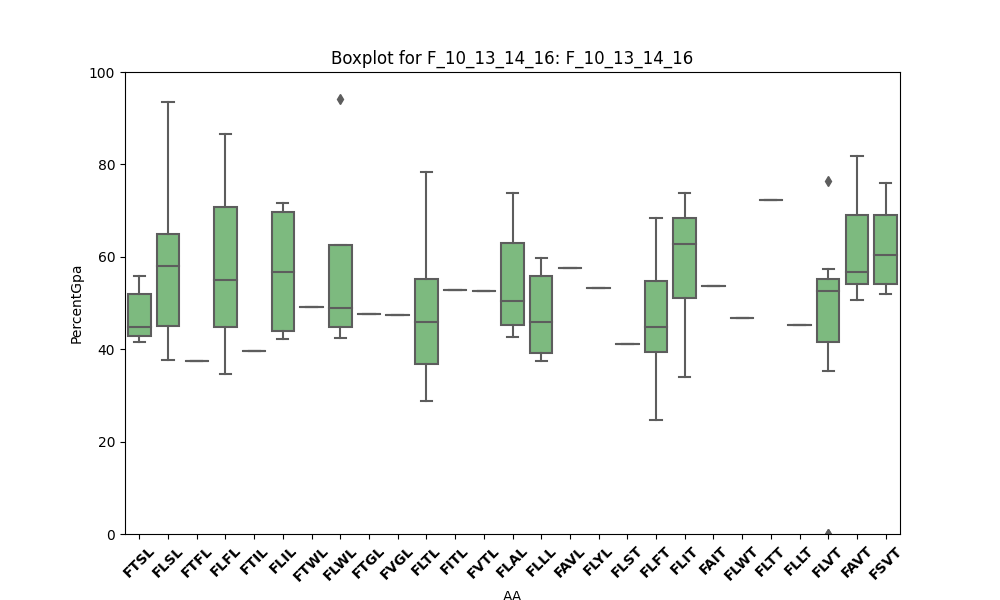 Boxplot for F_10_13_14_16: F_10_13_14_16
100
80
60
40
20
0
PercentGpa
FTSL FLSL FTFL FLFL FTIL FLIL FTWL FLWL FTGL FVGL FLTL FITL FVTL FLAL FLLL FAVL FLYL FLST FLFT FLIT FAIT FLWT FLTT FLLT FLVT FAVT FSVT
AA